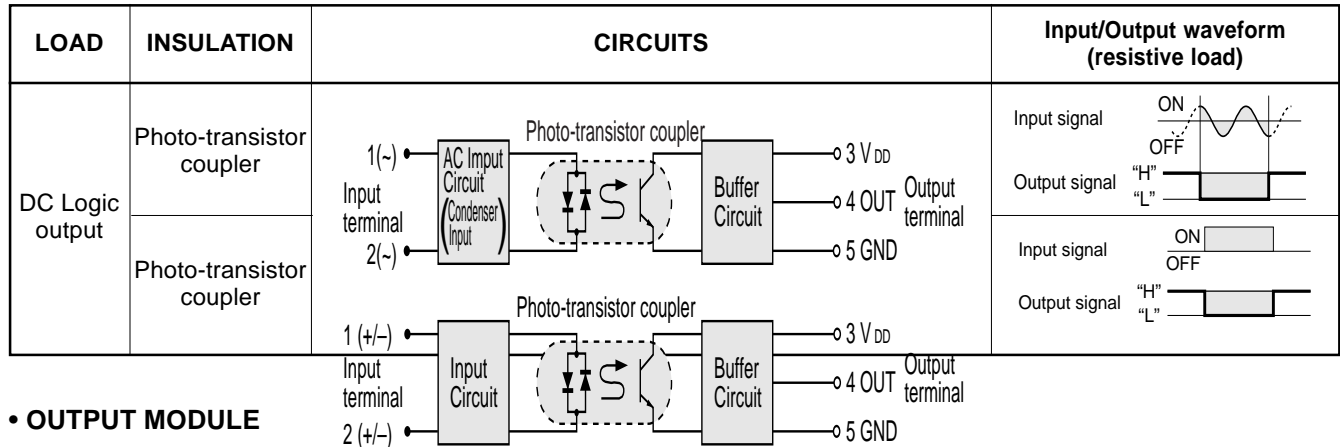 LOAD
INSULATION
CIRCUITS
Input/Output waveform
(resistive load)
DC Logic
output
Photo-transistor
coupler
Photo-transistor coupler
1(~)
Input
terminal
2(~)
AC Imput
Circuit
(Condenser
Input)
Buffer
Circuit
3 VDD
4 OUT
5 GND
Output
terminal
Input signal
ON
OFF
Output signal
“H”
“L”
Photo-transistor
coupler
Photo-transistor coupler
1 (+/–)
Input
terminal
2 (+/–)
Input
Circuit
Buffer
Circuit
3 VDD
4 OUT
5 GND
Output
terminal
Input signal
ON
OFF
Output signal
“H”
“L”
• OUTPUT MODULE